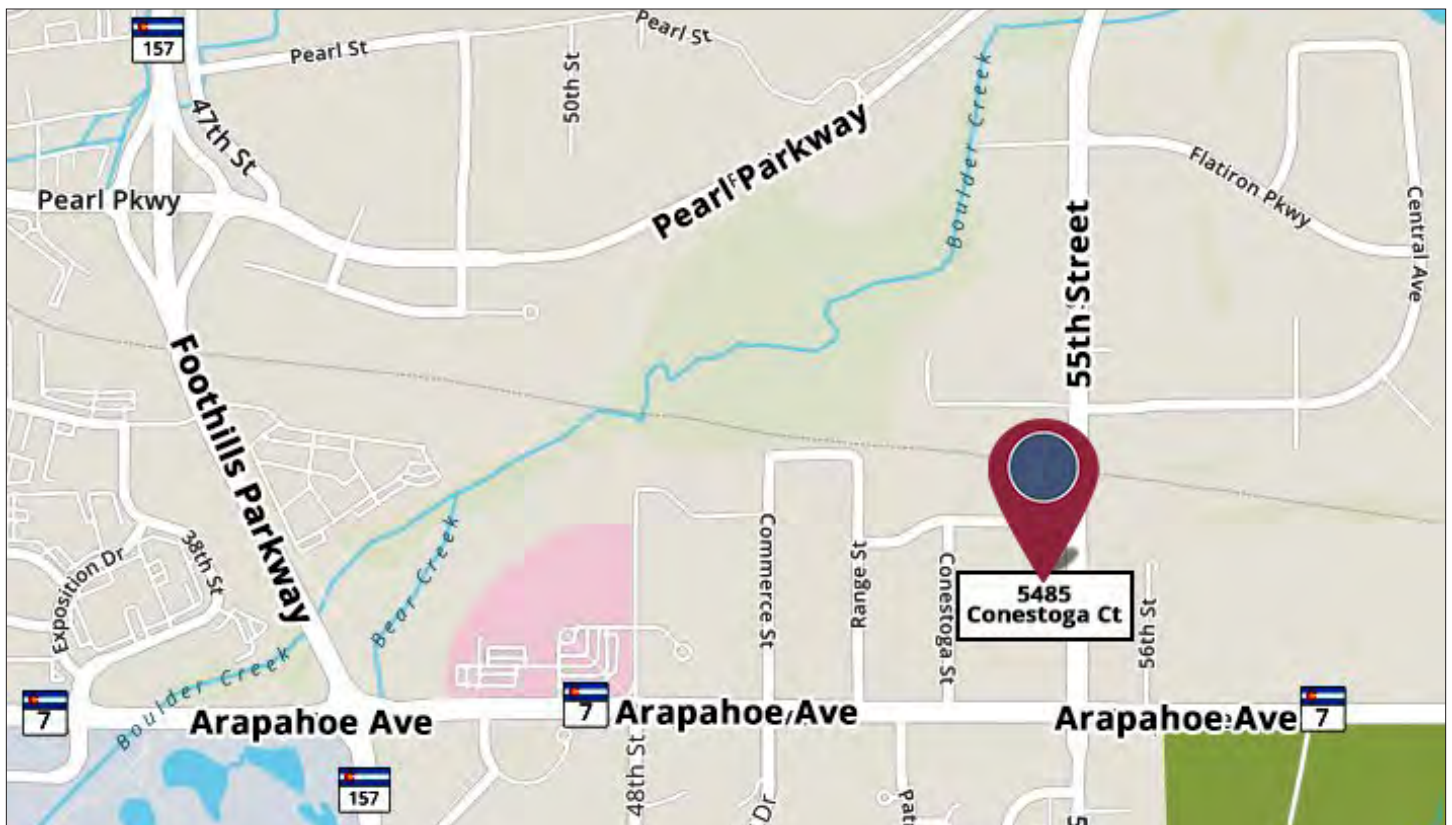 157
Pearl St
Pearl St
50th St
47th St
Boulder Creek
Pearl Parkway
Pearl Pkwy
Flatiron Pkwy
Central Ave
55th Street
Foothills Parkway
38th St
Exposition Dr
Bear Creek
Boulder Creek
Commerce St
Range St
Conestoga St
5485
Conestoga Ct
56th St
7
Arapahoe Ave
7
Arapahoe Ave
Arapahoe Ave
7
157
48th St
Dr